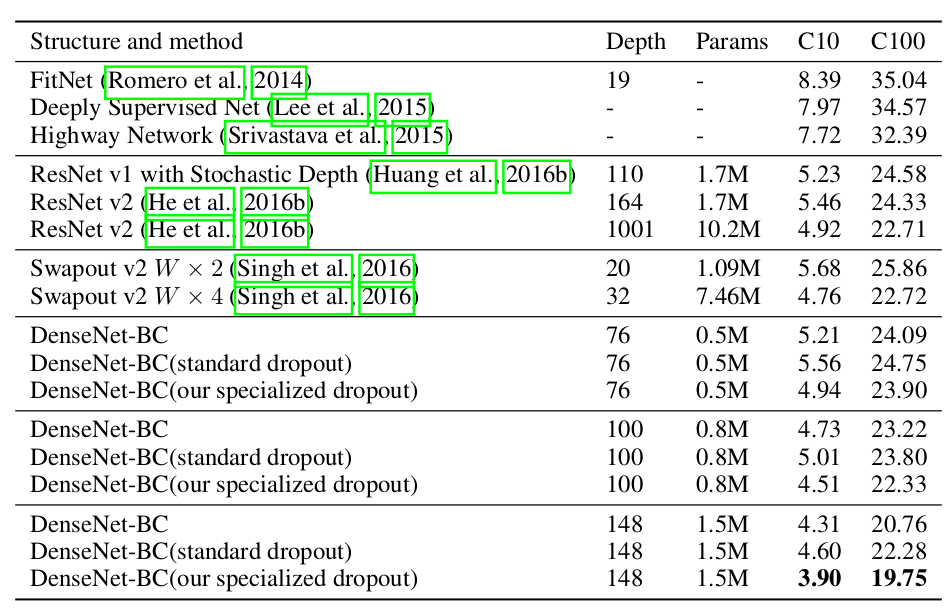 Structure and method Depth Params C10 C100
FitNet (Romero et al., 2014) 19 - 8.39 35.04
Deeply Supervised Net (Lee et al., 2015) - - 7.97 34.57
Highway Network (Srivastava et al., 2015) - - 7.72 32.39
ResNet v1 with Stochastic Depth (Huang et al., 2016b) 110 1.7M 5.23 24.58
ResNet v2 (He et al., 2016b) 164 1.7M 5.46 24.33
ResNet v2 (He et al., 2016b) 1001 10.2M 4.92 22.71
Swapout v2 W × 2 (Singh et al., 2016) 20 1.09M 5.68 25.86
Swapout v2 W × 4 (Singh et al., 2016) 32 7.46M 4.76 22.72
DenseNet-BC 76 0.5M 5.21 24.09
DenseNet-BC(standard dropout) 76 0.5M 5.56 24.75
DenseNet-BC(our specialized dropout) 76 0.5M 4.94 23.90
DenseNet-BC 100 0.8M 4.73 23.22
DenseNet-BC(standard dropout) 100 0.8M 5.01 23.80
DenseNet-BC(our specialized dropout) 100 0.8M 4.51 22.33
DenseNet-BC 148 1.5M 4.31 20.76
DenseNet-BC(standard dropout) 148 1.5M 4.60 22.28
DenseNet-BC(our specialized dropout) 148 1.5M 3.90 19.75